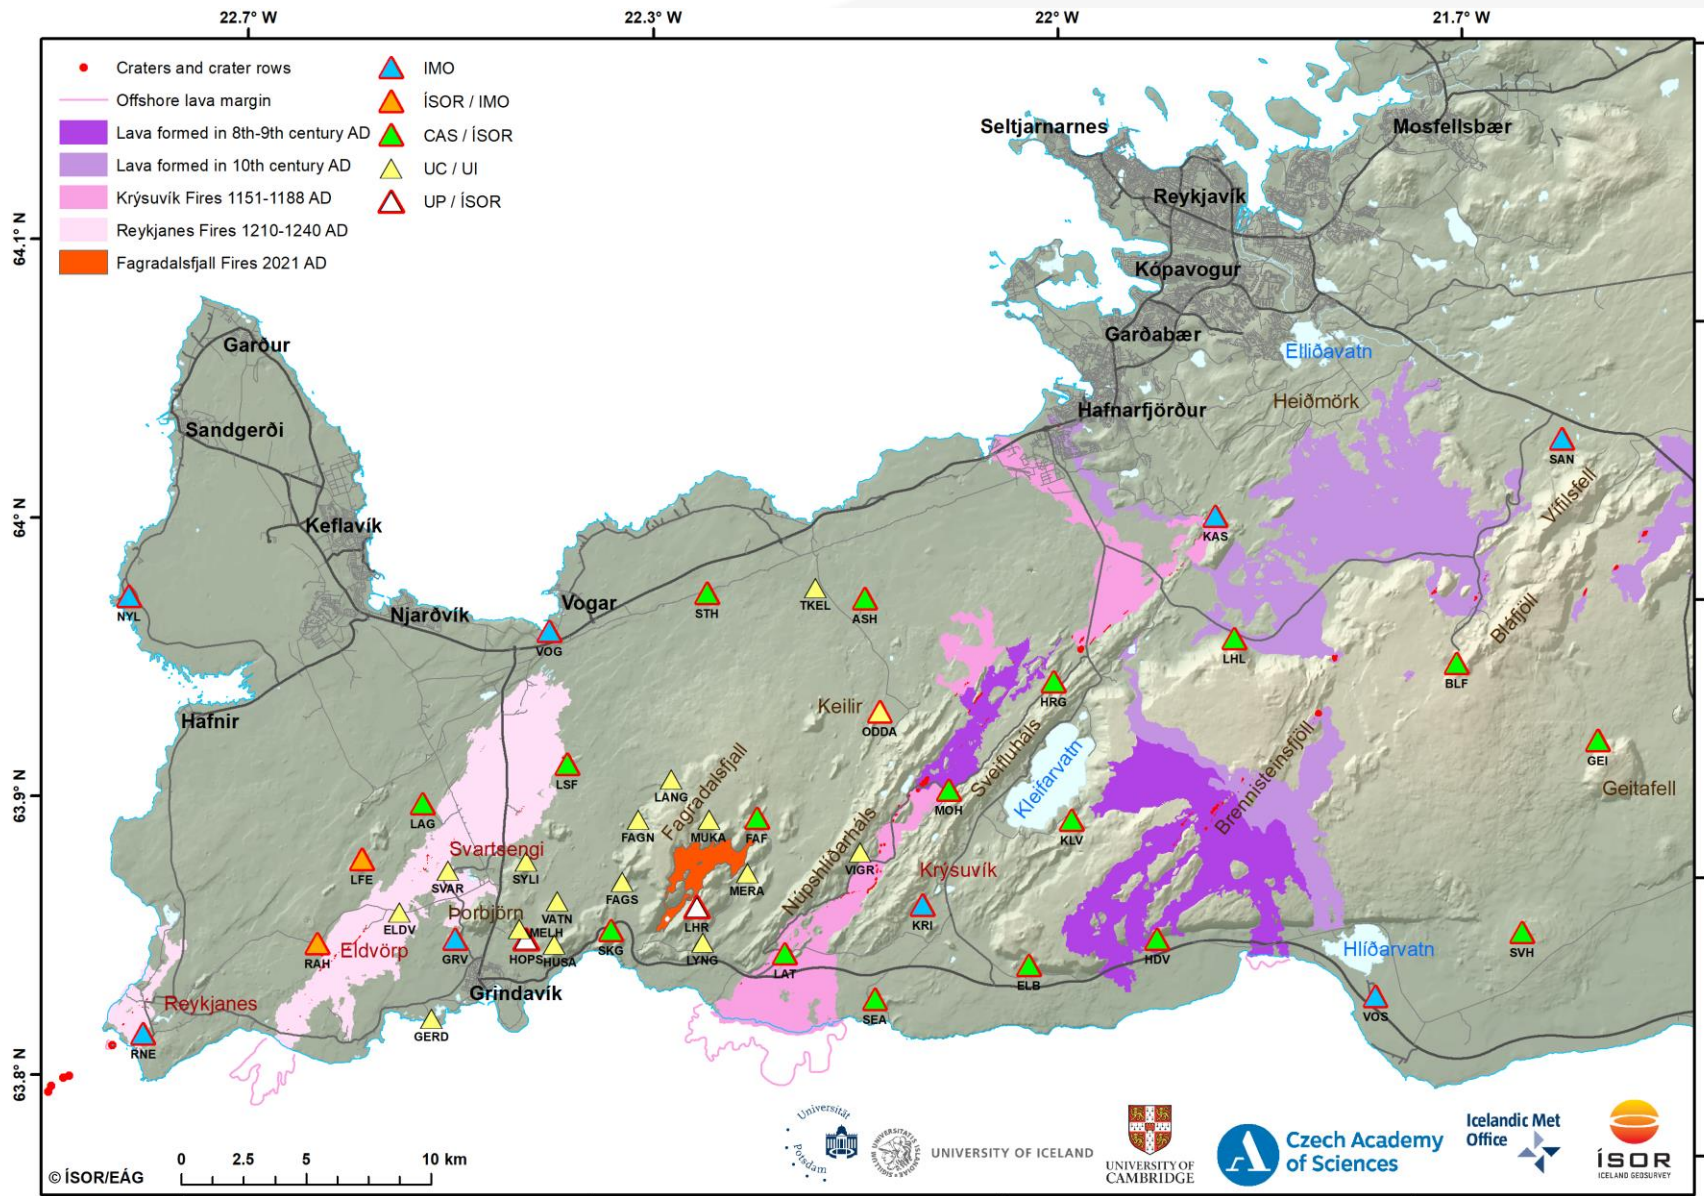 22.7° W
22.3° W
22° W
21.7° W
64.1° N
64° N
63.9° N
63.8° N
Craters and crater rows
Offshore lava margin
Lava formed in 8th-9th century AD
Lava formed in 10th century AD
Krýsuvík Fires 1151-1188 AD
Reykjanes Fires 1210-1240 AD
Fagradalsfjall Fires 2021 AD
IMO
ÍSOR / IMO
CAS / ÍSOR
UC / UI
UP / ÍSOR
Seltjarnarnes
Mosfellsbær
Reykjavík
Kópavogur
Garðabær
Elliðavatn
Garður
Heiðmörk
Hafnarfjörður
Sandgerði
SAN
Vífilsfell
Keflavík
KAS
NYL
Njarðvík
Vogar
STH
TKEL
ASH
VOG
LHL
Bláfjöll
BLF
HRG
Hafnir
Keilir
ODDA
Sveifluháls
Kleifarvatn
Brennisteinsfjöll
GEI
Geitafell
LSF
LANG
Fagradalsfjall
LAG
FAGN
MUKA
FAF
MOH
KLV
Svartsengi
LFE
SVAR
SYLI
FAGS
MERA
VIGR
Núpshlíðarháls
Krýsuvík
Þorbjörn
ELDV
VATN
MELH
LHR
KRI
RAH
Eldvörp
GRV
HOPS
HUSA
SKG
LYNG
LAT
HDV
Hlíðarvatn
SVH
ELB
Reykjanes
Grindavík
SEA
VOS
GERD
RNE
0 2.5 5 10 km
© ÍSOR/EÁG
Universität
Potsdam
UNIVERSITATIS ISLANDIAE SIGILLUM
UNIVERSITY OF ICELAND
UNIVERSITY OF
CAMBRIDGE
Czech Academy
of Sciences
Icelandic Met
Office
ÍSOR
ICELAND GEOSURVEY